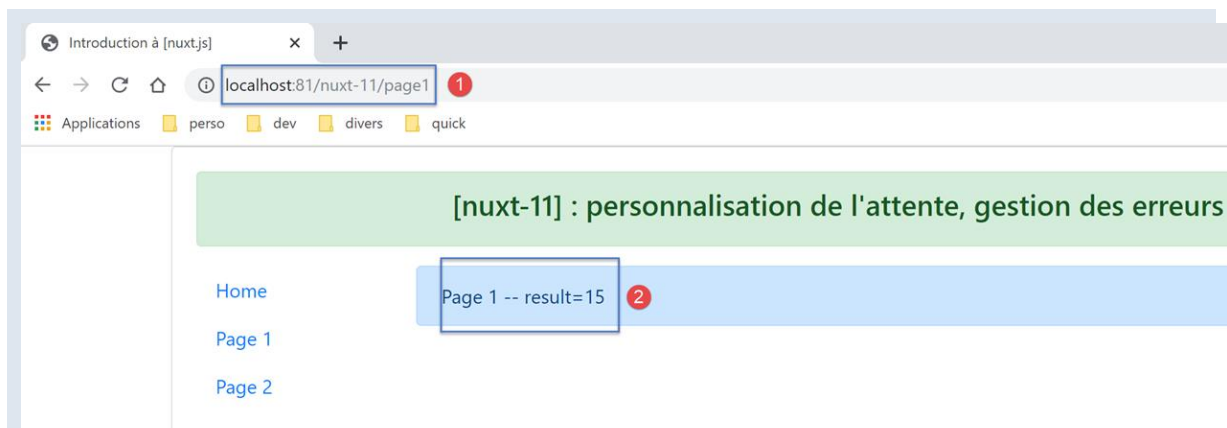 Introduction à [nuxt.js]
localhost:81/nuxt-11/page1 1
Applications perso dev divers quick
[nuxt-11] : personnalisation de l'attente, gestion des erreurs
Home
Page 1 -- result=15 2
Page 1
Page 2